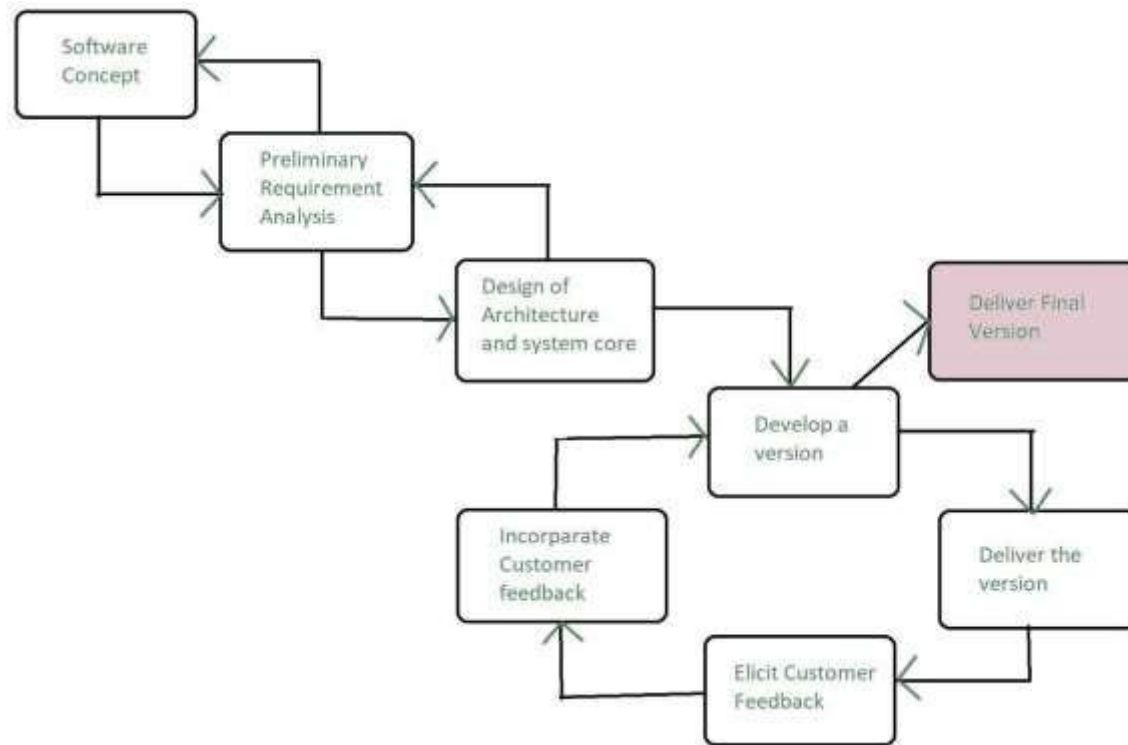 Software
Concept
Preliminary
Requirement
Analysis
Design of
Architecture
and system core
Deliver Final
Version
Develop a
version
Incorparate
Customer
feedback
Deliver the
version
Elicit Customer
Feedback